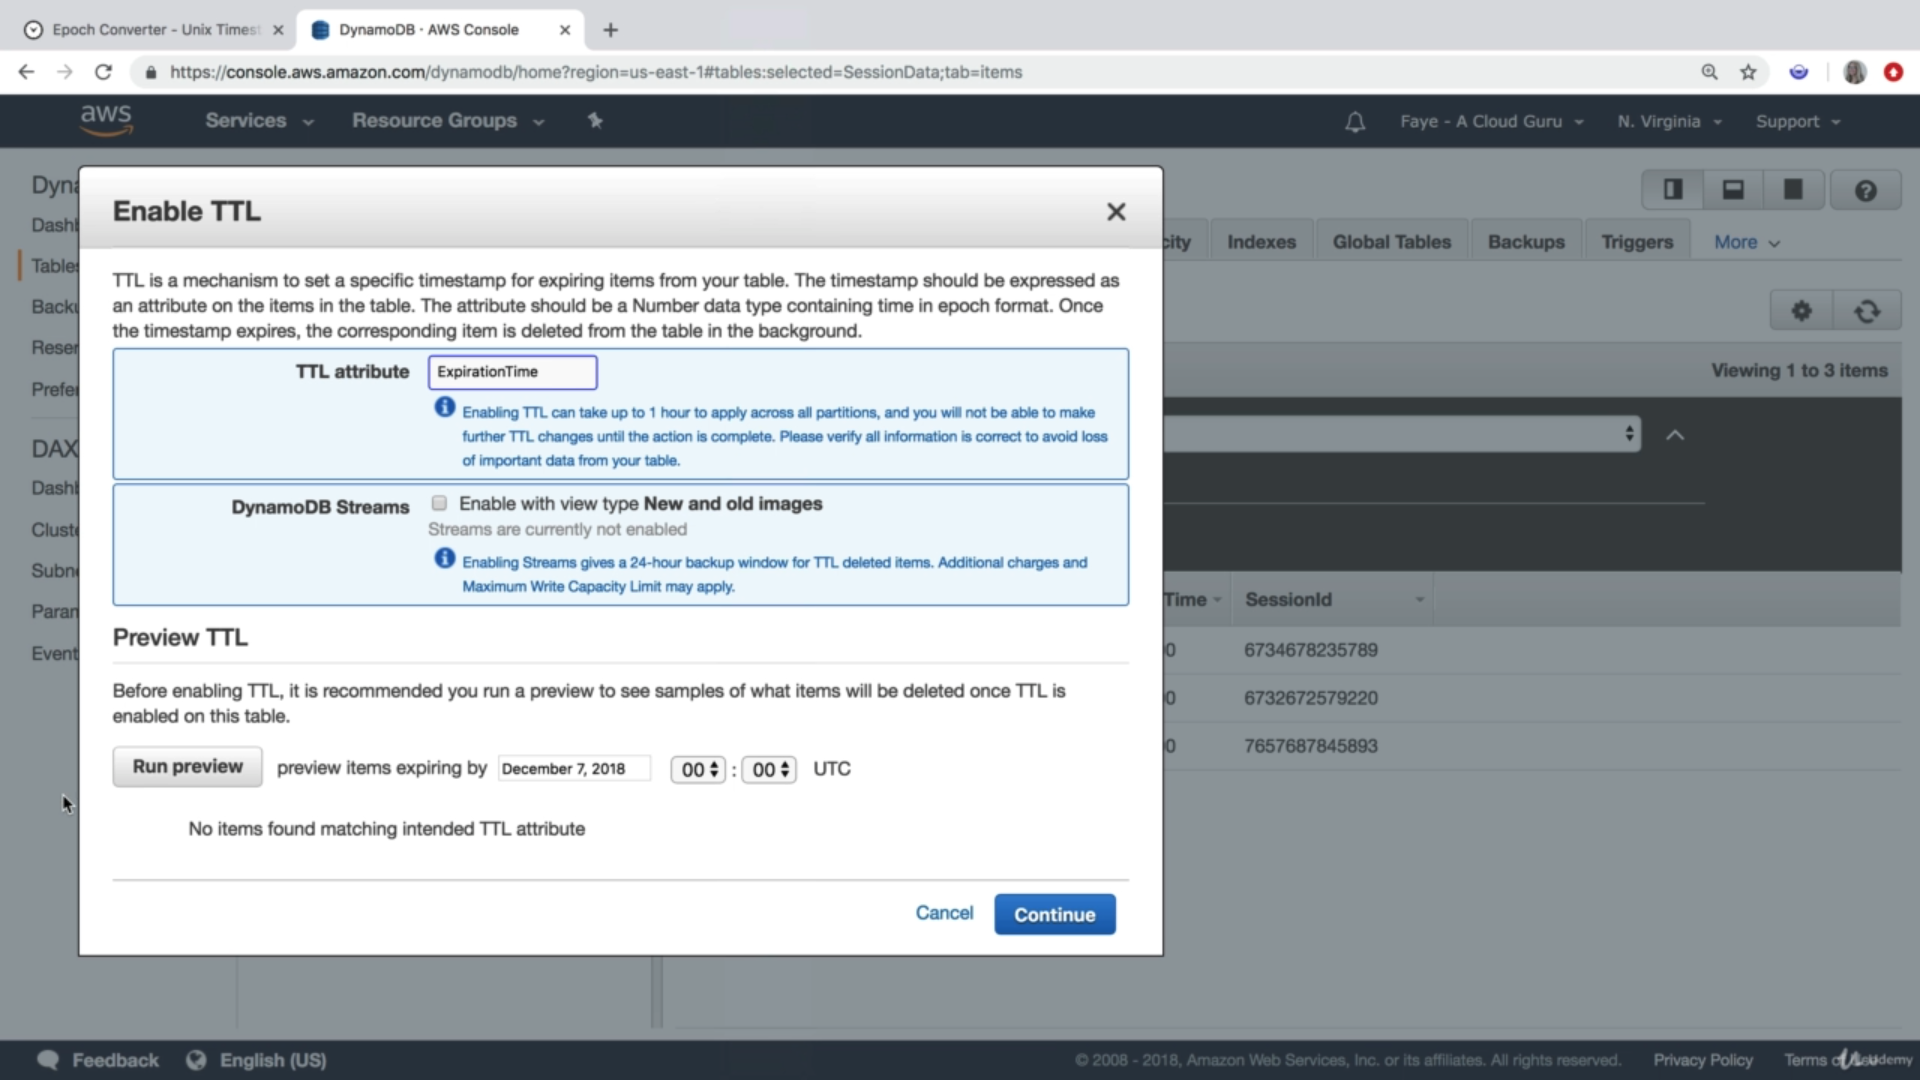 Epoch Converter - Unix Timest
DynamoDB · AWS Console
https://console.aws.amazon.com/dynamodb/home?region=us-east-1#tables:selected=SessionData;tab=items
aws
Services
Resource Groups
Faye - A Cloud Guru
N. Virginia
Support
Dyna
Dashb
Tables
Backu
Reser
Prefer
DAX
Dashb
Cluste
Subne
Param
Event
Enable TTL
TTL is a mechanism to set a specific timestamp for expiring items from your table. The timestamp should be expressed as
an attribute on the items in the table. The attribute should be a Number data type containing time in epoch format. Once
the timestamp expires, the corresponding item is deleted from the table in the background.
TTL attribute
ExpirationTime
Enabling TTL can take up to 1 hour to apply across all partitions, and you will not be able to make
further TTL changes until the action is complete. Please verify all information is correct to avoid loss
of important data from your table.
DynamoDB Streams
Enable with view type New and old images
Streams are currently not enabled
Enabling Streams gives a 24-hour backup window for TTL deleted items. Additional charges and
Maximum Write Capacity Limit may apply.
Preview TTL
Before enabling TTL, it is recommended you run a preview to see samples of what items will be deleted once TTL is
enabled on this table.
Run preview
preview items expiring by
December 7, 2018
00 : 00 UTC
No items found matching intended TTL attribute
Cancel
Continue
city
Indexes
Global Tables
Backups
Triggers
More
Viewing 1 to 3 items
Time
SessionId
0
6734678235789
0
6732672579220
0
7657687845893
Feedback
English (US)
© 2008 - 2018, Amazon Web Services, Inc. or its affiliates. All rights reserved.
Privacy Policy
Terms of